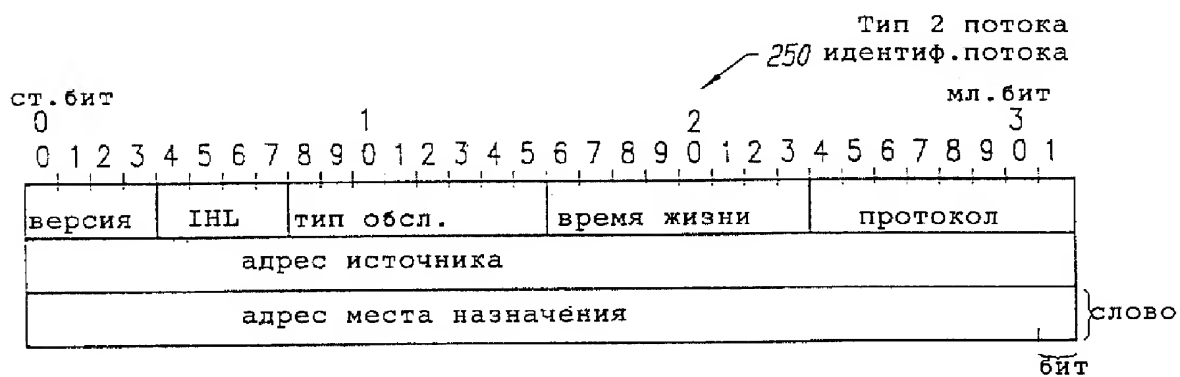 Тип 2 потока
250 идентиф.потока
ст.бит мл.бит
0 1 2 3
0 1 2 3 4 5 6 7 8 9 0 1 2 3 4 5 6 7 8 9 0 1 2 3 4 5 6 7 8 9 0 1
версия IHL тип обсл. время жизни протокол
адрес источника
адрес места назначения слово
бит